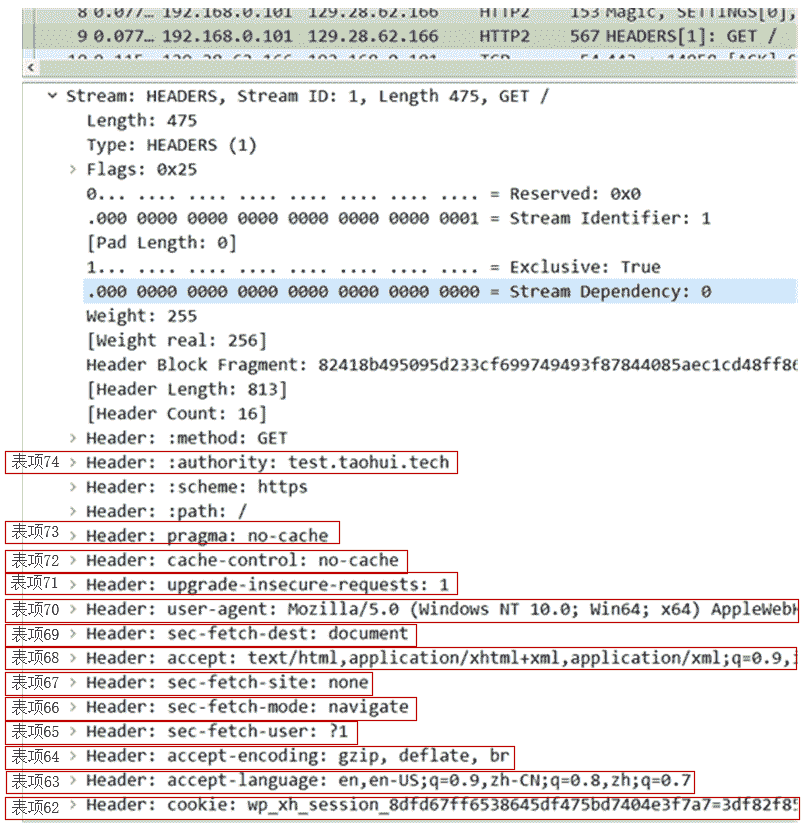 8 0.077… 192.168.0.101 129.28.62.166 HTTP2 153 Magic, SETTINGS[0],
9 0.077… 192.168.0.101 129.28.62.166 HTTP2 567 HEADERS[1]: GET /
Stream: HEADERS, Stream ID: 1, Length 475, GET /
Length: 475
Type: HEADERS (1)
Flags: 0x25
0... .... .... .... .... .... .... .... = Reserved: 0x0
.000 0000 0000 0000 0000 0000 0000 0001 = Stream Identifier: 1
[Pad Length: 0]
1... .... .... .... .... .... .... .... = Exclusive: True
.000 0000 0000 0000 0000 0000 0000 0000 = Stream Dependency: 0
Weight: 255
[Weight real: 256]
Header Block Fragment: 82418b495095d233cf699749493f87844085aec1cd48ff86
[Header Length: 813]
[Header Count: 16]
Header: :method: GET
表项74 Header: :authority: test.taohui.tech
Header: :scheme: https
Header: :path: /
表项73 Header: pragma: no-cache
表项72 Header: cache-control: no-cache
表项71 Header: upgrade-insecure-requests: 1
表项70 Header: user-agent: Mozilla/5.0 (Windows NT 10.0; Win64; x64) AppleWebK
表项69 Header: sec-fetch-dest: document
表项68 Header: accept: text/html,application/xhtml+xml,application/xml;q=0.9,i
表项67 Header: sec-fetch-site: none
表项66 Header: sec-fetch-mode: navigate
表项65 Header: sec-fetch-user: ?1
表项64 Header: accept-encoding: gzip, deflate, br
表项63 Header: accept-language: en,en-US;q=0.9,zh-CN;q=0.8,zh;q=0.7
表项62 Header: cookie: wp_xh_session_8dfd67ff6538645df475bd7404e3f7a7=3df82f85